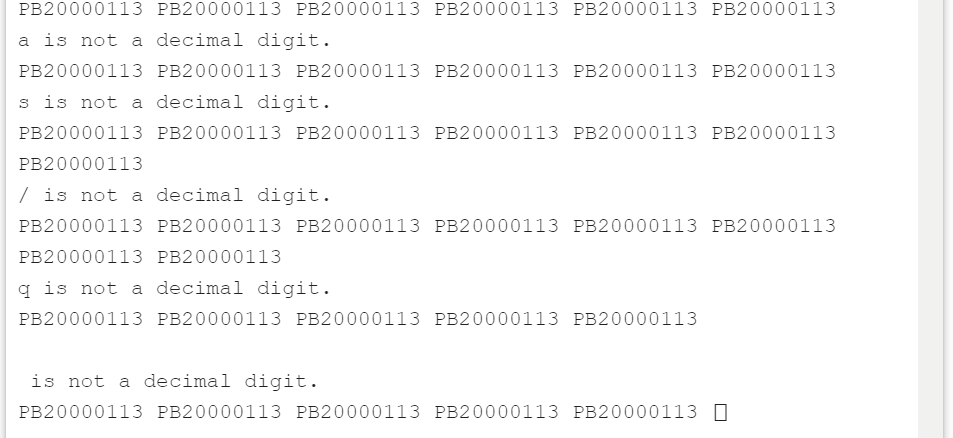 PB20000113 PB20000113 PB20000113 PB20000113 PB20000113 PB20000113
a is not a decimal digit.
PB20000113 PB20000113 PB20000113 PB20000113 PB20000113 PB20000113
s is not a decimal digit.
PB20000113 PB20000113 PB20000113 PB20000113 PB20000113 PB20000113
PB20000113
/ is not a decimal digit.
PB20000113 PB20000113 PB20000113 PB20000113 PB20000113 PB20000113
PB20000113 PB20000113
q is not a decimal digit.
PB20000113 PB20000113 PB20000113 PB20000113 PB20000113
is not a decimal digit.
PB20000113 PB20000113 PB20000113 PB20000113 PB20000113